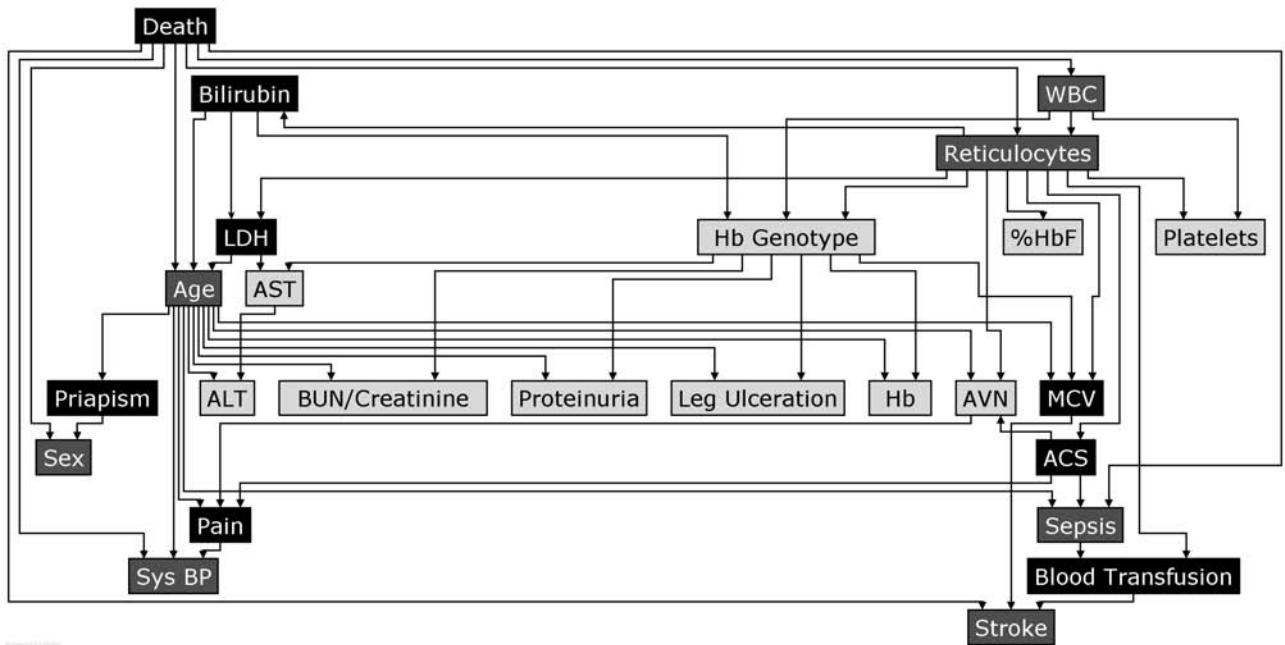 Death
Bilirubin
WBC
Reticulocytes
LDH
Hb Genotype
%HbF
Platelets
Age
AST
Priapism
ALT
BUN/Creatinine
Proteinuria
Leg Ulceration
Hb
AVN
MCV
Sex
ACS
Pain
Sepsis
Sys BP
Blood Transfusion
Stroke